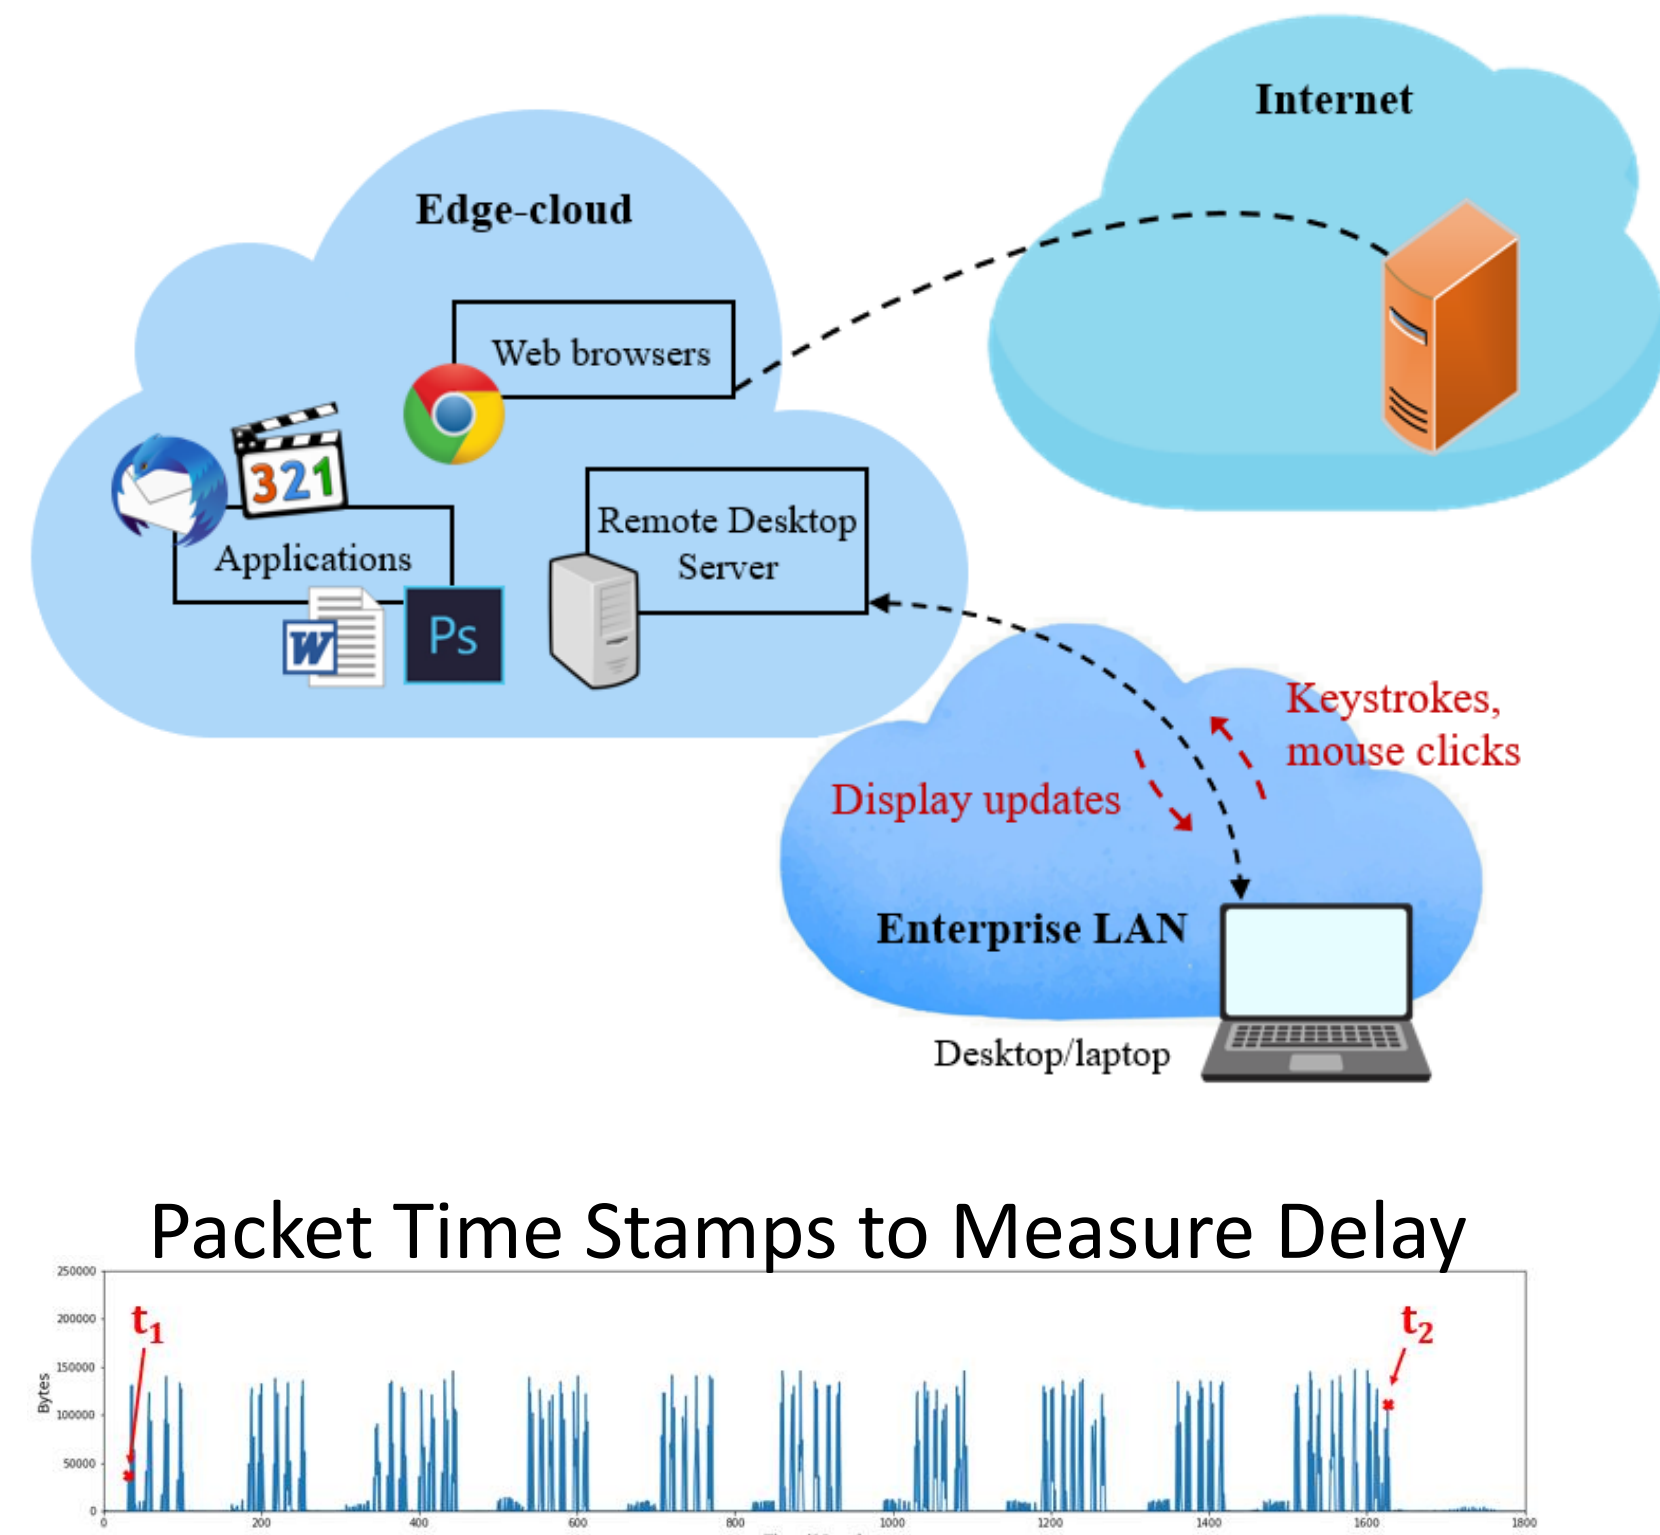 Internet
Edge-cloud
Web browsers
321
Applications
W
Ps
Remote Desktop
Server
Keystrokes,
mouse clicks
Display updates
Enterprise LAN
Desktop/laptop
Packet Time Stamps to Measure Delay
250000
200000
150000
100000
50000
0
Bytes
t1
t2
0 200 400 600 800 1000 1200 1400 1600 1800